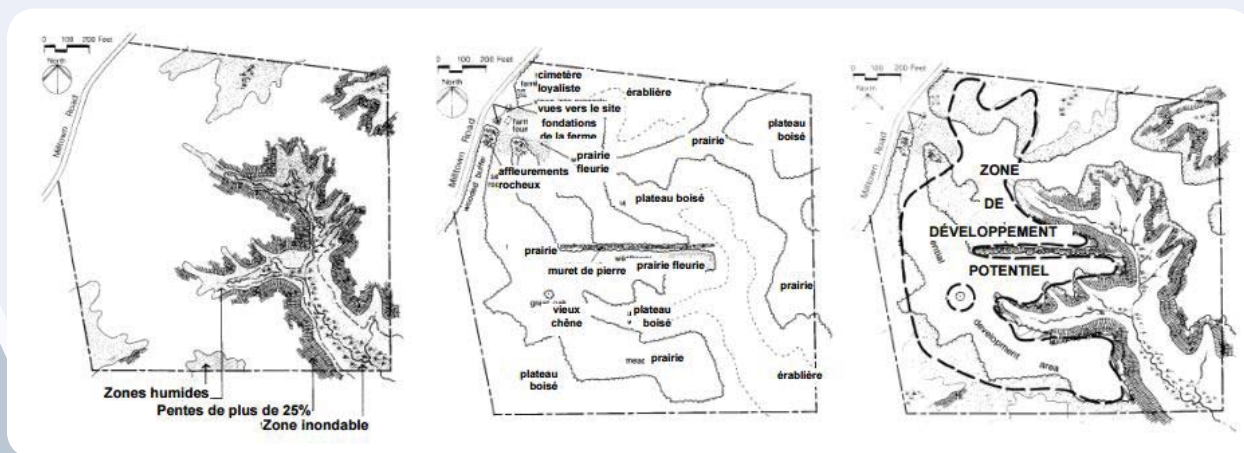 0 100 200 Feet
North
Milltown Road
Zones humides
Pentes de plus de 25%
Zone inondable
0 100 200 Feet
North
Milltown Road
wooded buffer
cimetère
loyaliste
vues vers le site
fondations
de la ferme
érablière
prairie
plateau
boisé
prairie
fleurie
affleurements
rocheux
plateau boisé
prairie
muret de pierre
prairie fleurie
prairie
vieux
chêne
plateau
boisé
prairie
plateau
boisé
érablière
0 100 200 Feet
North
Milltown Road
ZONE
DE
DÉVELOPPEMENT
POTENTIEL
development
area